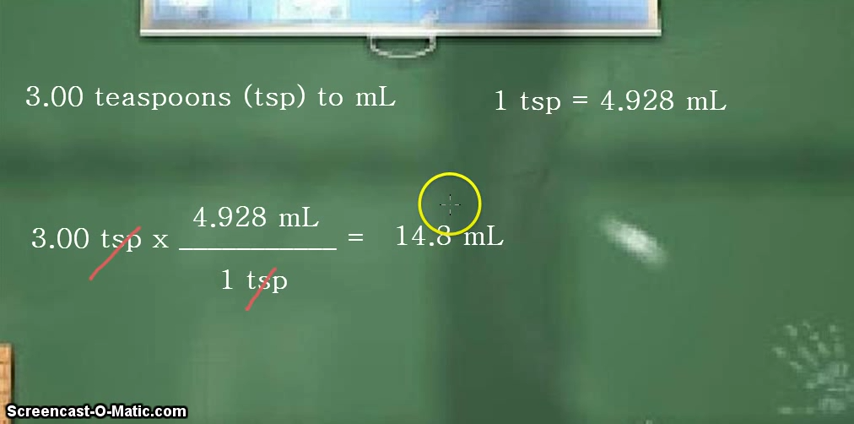 3.00 teaspoons (tsp) to mL
1 tsp = 4.928 mL
4.928 mL
3.00 tsp x ____________ = 14.8 mL
1 tsp
Screencast-O-Matic.com